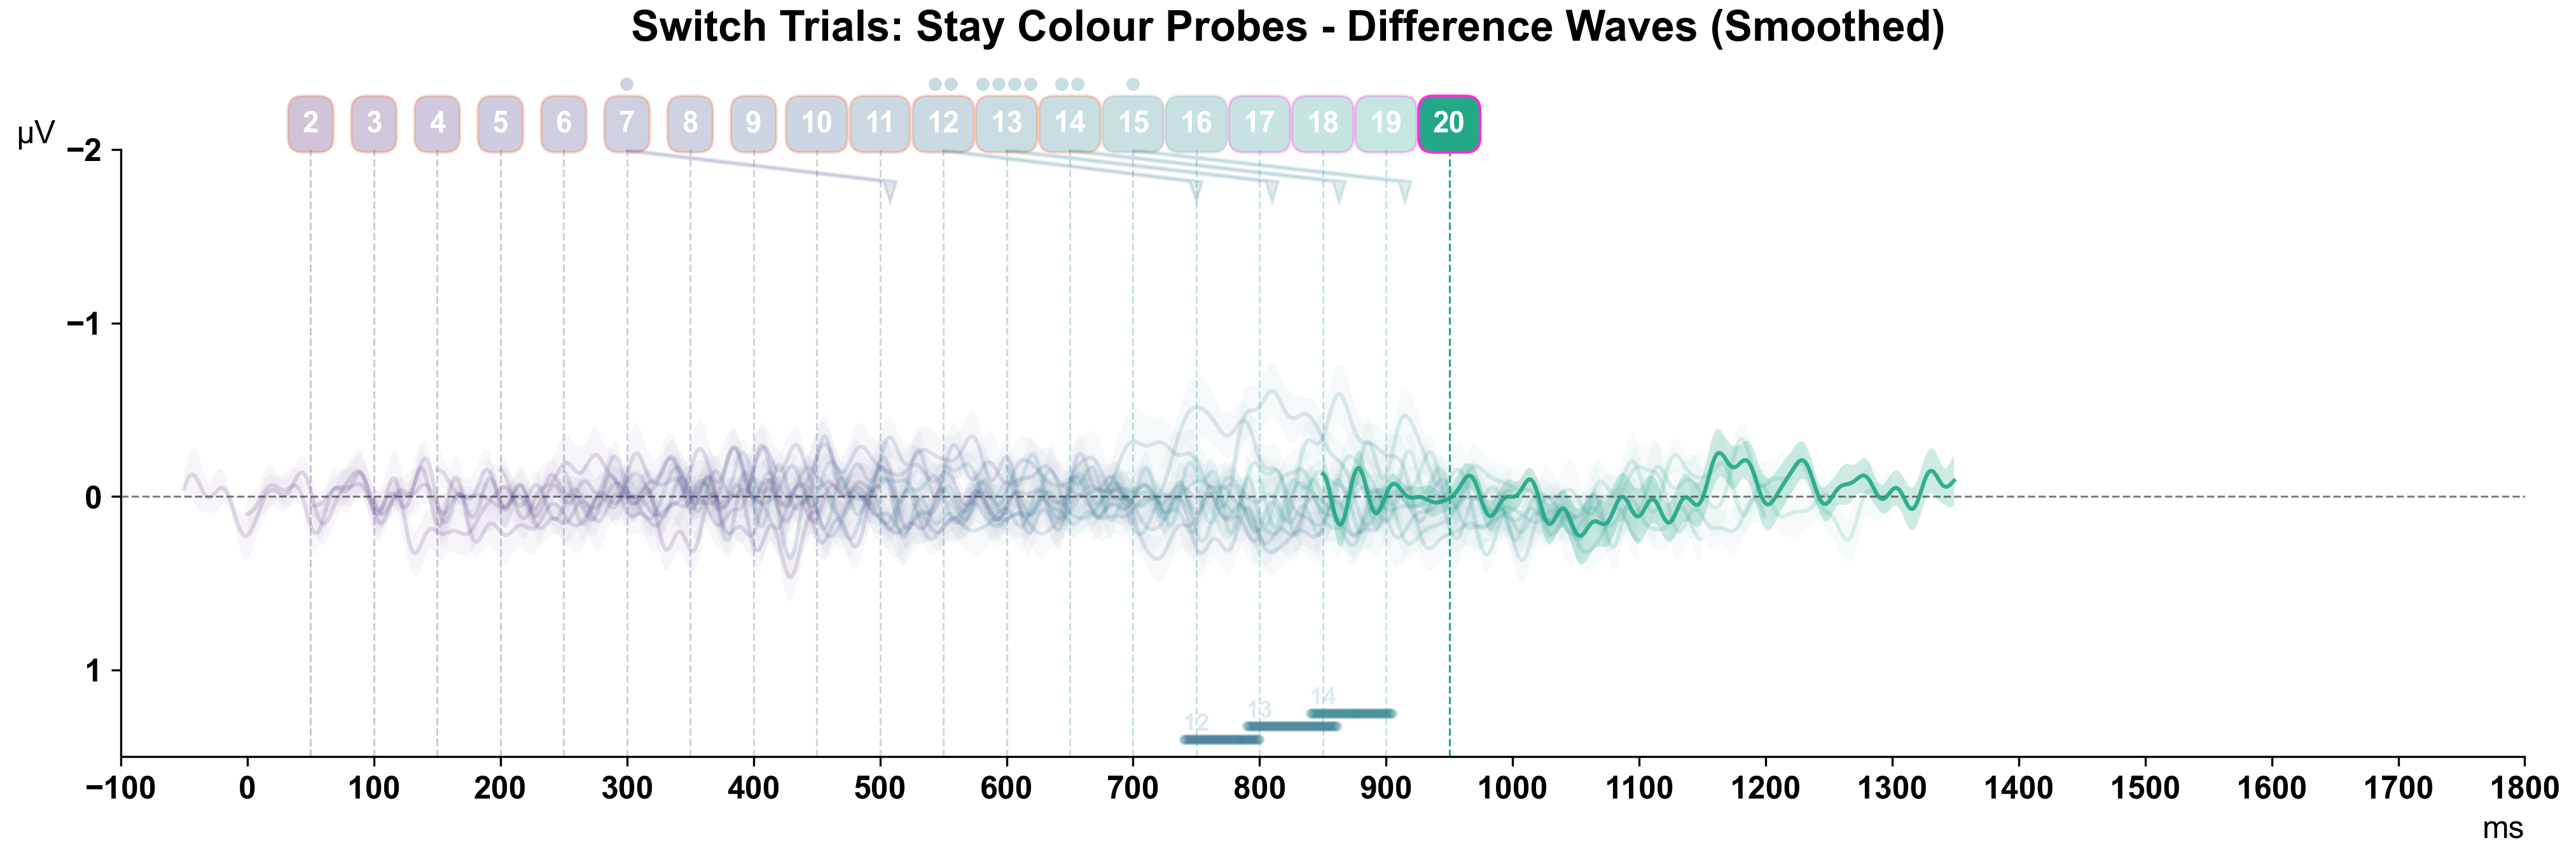 Switch Trials: Stay Colour Probes - Difference Waves (Smoothed)
2 3 4 5 6 7 8 9 10 11 12 13 14 15 16 17 18 19 20
µV
−2
−1
0
1
14
13
12
−100 0 100 200 300 400 500 600 700 800 900 1000 1100 1200 1300 1400 1500 1600 1700 1800
ms